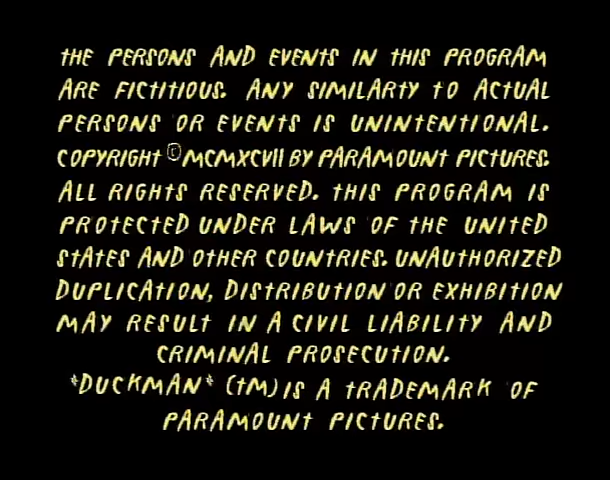 THE PERSONS AND EVENTS IN THIS PROGRAM
ARE FICTITIOUS. ANY SIMILARTY TO ACTUAL
PERSONS OR EVENTS IS UNINTENTIONAL.
COPYRIGHT ©MCMXCVII BY PARAMOUNT PICTURES.
ALL RIGHTS RESERVED. THIS PROGRAM IS
PROTECTED UNDER LAWS OF THE UNITED
STATES AND OTHER COUNTRIES. UNAUTHORIZED
DUPLICATION, DISTRIBUTION OR EXHIBITION
MAY RESULT IN A CIVIL LIABILITY AND
CRIMINAL PROSECUTION.
"DUCKMAN" (TM) IS A TRADEMARK OF
PARAMOUNT PICTURES.